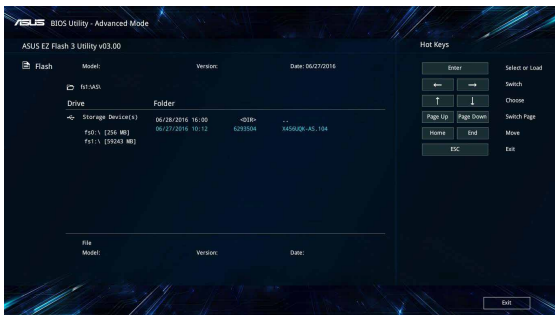 ASUS BIOS Utility - Advanced Mode
ASUS EZ Flash 3 Utility v03.00
Hot Keys
Flash Model: Version: Date: 06/27/2016
fs1:\AS\
Drive Folder
Storage Device(s) 06/28/2016 16:00 <DIR> ..
06/27/2016 10:12 6293504 X456UQK-AS.104
fs0:\ [256 MB]
fs1:\ [59243 MB]
File
Model: Version: Date:
Enter Select or Load
← → Switch
↑ ↓ Choose
Page Up Page Down Switch Page
Home End Move
ESC Exit
Exit